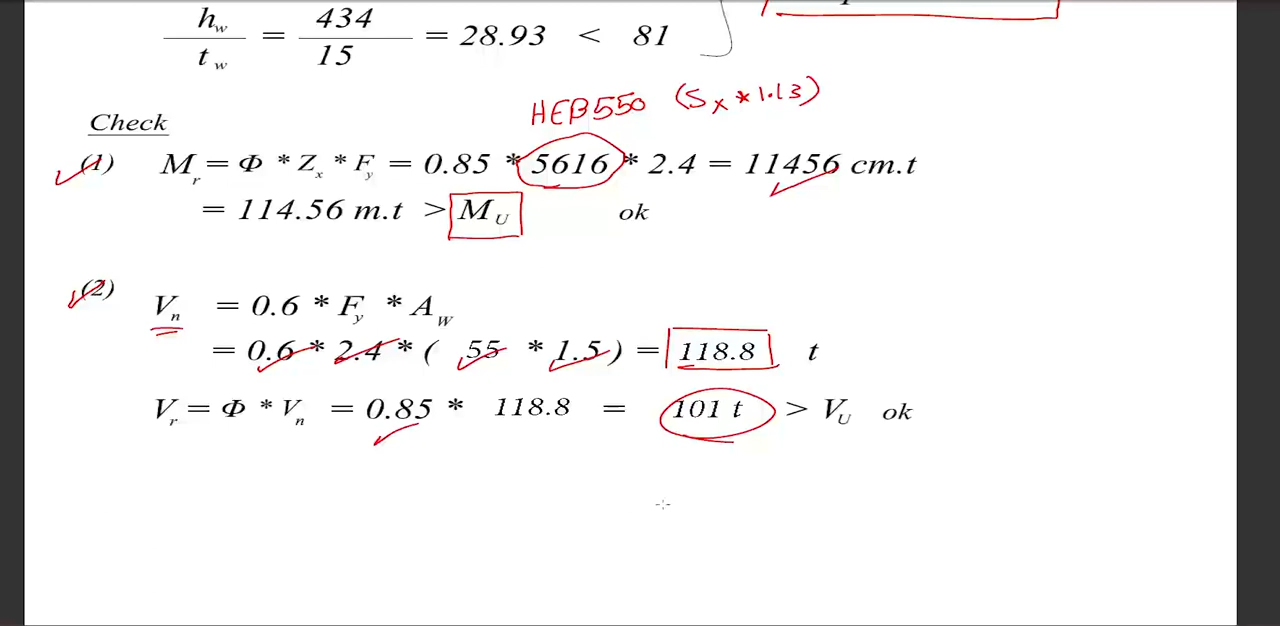 h_w / t_w = 434 / 15 = 28.93 < 81
HEB550 (Sx * 1.13)
Check
(1) M_r = Φ * Z_x * F_y = 0.85 * 5616 * 2.4 = 11456 cm.t
= 114.56 m.t > M_U ok
(2) V_n = 0.6 * F_y * A_w
= 0.6 * 2.4 * ( 55 * 1.5 ) = 118.8 t
V_r = Φ * V_n = 0.85 * 118.8 = 101 t > V_U ok